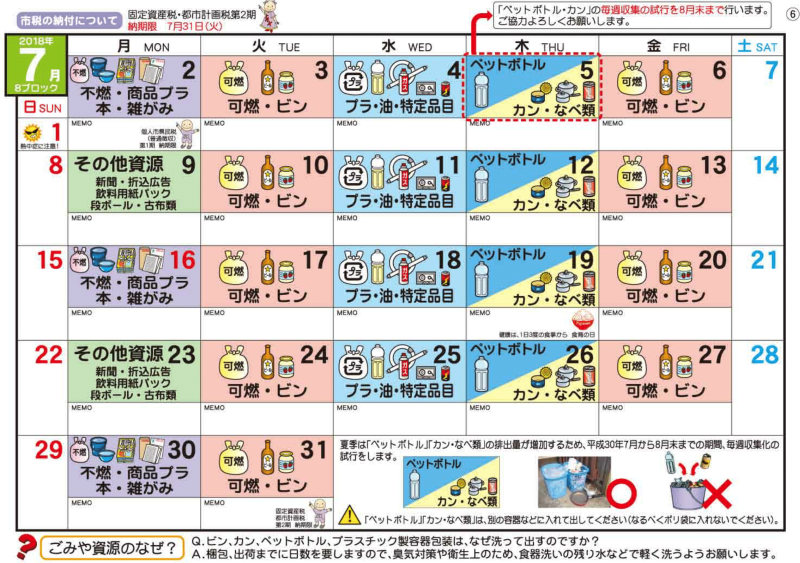 市税の納付について
固定資産税・都市計画税第2期
納期限 7月31日(火)
「ペットボトル・カン」の毎週収集の試行を8月末まで行います。
ご協力よろしくお願いします。
⑥
2018年
7月
8ブロック
日 SUN
月 MON
火 TUE
水 WED
木 THU
金 FRI
土 SAT
1
熱中症に注意!
不燃
2
不燃・商品プラ
本・雑がみ
MEMO
個人市県民税
(普通徴収)
第1期 納期限
可燃
3
可燃・ビン
MEMO
プラ
4
プラ・油・特定品目
MEMO
ペットボトル
5
カン・なべ類
MEMO
可燃
6
可燃・ビン
MEMO
7
8
その他資源 9
新聞・折込広告
飲料用紙パック
段ボール・古布類
MEMO
可燃
10
可燃・ビン
MEMO
プラ
11
プラ・油・特定品目
MEMO
ペットボトル
12
カン・なべ類
MEMO
可燃
13
可燃・ビン
MEMO
14
15
不燃
16
不燃・商品プラ
本・雑がみ
MEMO
可燃
17
可燃・ビン
MEMO
プラ
18
プラ・油・特定品目
MEMO
ペットボトル
19
カン・なべ類
MEMO
健康は、1日3度の食事から 食育の日
可燃
20
可燃・ビン
MEMO
21
22
その他資源 23
新聞・折込広告
飲料用紙パック
段ボール・古布類
MEMO
可燃
24
可燃・ビン
MEMO
プラ
25
プラ・油・特定品目
MEMO
ペットボトル
26
カン・なべ類
MEMO
可燃
27
可燃・ビン
MEMO
28
29
不燃
30
不燃・商品プラ
本・雑がみ
MEMO
可燃
31
可燃・ビン
MEMO
固定資産税
都市計画税
第2期 納期限
夏季は「ペットボトル」「カン・なべ類」の排出量が増加するため、平成30年7月から8月末までの期間、毎週収集化の
試行をします。
ペットボトル
カン・なべ類
「ペットボトル」「カン・なべ類」は、別の容器などに入れて出してください(なるべくポリ袋に入れないでください)。
ごみや資源のなぜ?
Q.ビン、カン、ペットボトル、プラスチック製容器包装は、なぜ洗って出すのですか?
A.梱包、出荷までに日数を要しますので、臭気対策や衛生上のため、食器洗いの残り水などで軽く洗うようお願いします。